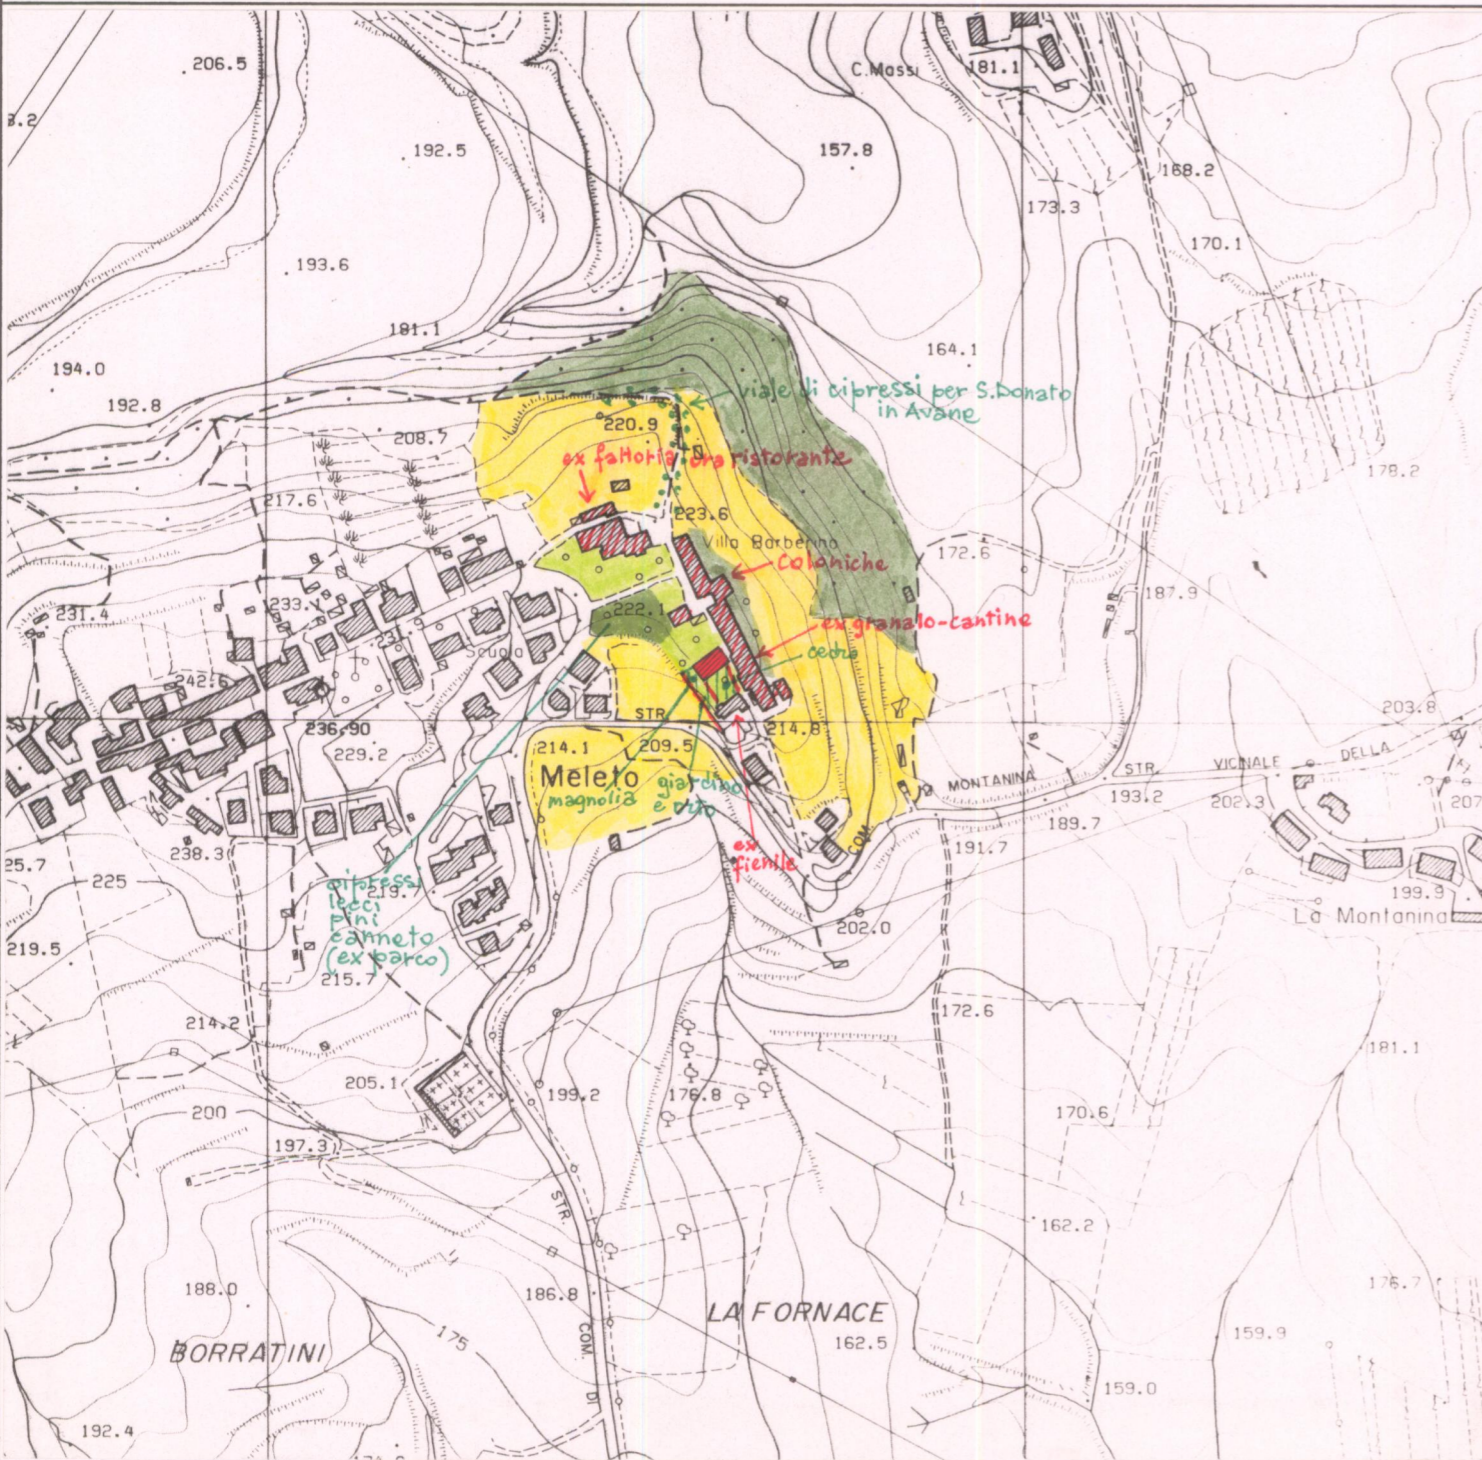 206.5
C.Massi
181.1
3.2
192.5
157.8
168.2
173.3
193.6
170.1
181.1
164.1
194.0
192.8
viale di cipressi per S.Donato
in Avane
220.9
208.7
ex fattoria ora ristorante
178.2
217.6
223.6
Villa Barberino
172.6
Coloniche
187.9
233.1
222.1
231.4
ex granaio-cantine
Scuola
cedro
242.6
STR.
203.8
236.90
214.8
229.2
214.1
209.5
DELLA
VICINALE
STR.
MONTANINA
Meleto
magnolia
giardino
e orto
193.2
202.3
207
189.7
COM.
238.3
191.7
ex
fienile
25.7
225
199.9
cipressi
219.7
lecci
pini
canneto
(ex parco)
La Montanina
202.0
219.5
215.7
214.2
172.6
181.1
205.1
199.2
176.8
200
170.6
197.3
STR.
162.2
188.0
186.8
176.7
LA FORNACE
175
162.5
159.9
BORRATINI
COM.
DI
159.0
192.4